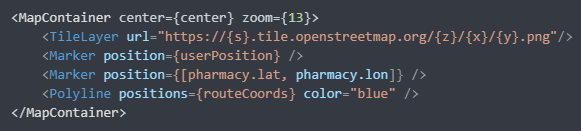 <MapContainer center={center} zoom={13}>
<TileLayer url="https://{s}.tile.openstreetmap.org/{z}/{x}/{y}.png"/>
<Marker position={userPosition} />
<Marker position={[pharmacy.lat, pharmacy.lon]} />
<Polyline positions={routeCoords} color="blue" />
</MapContainer>